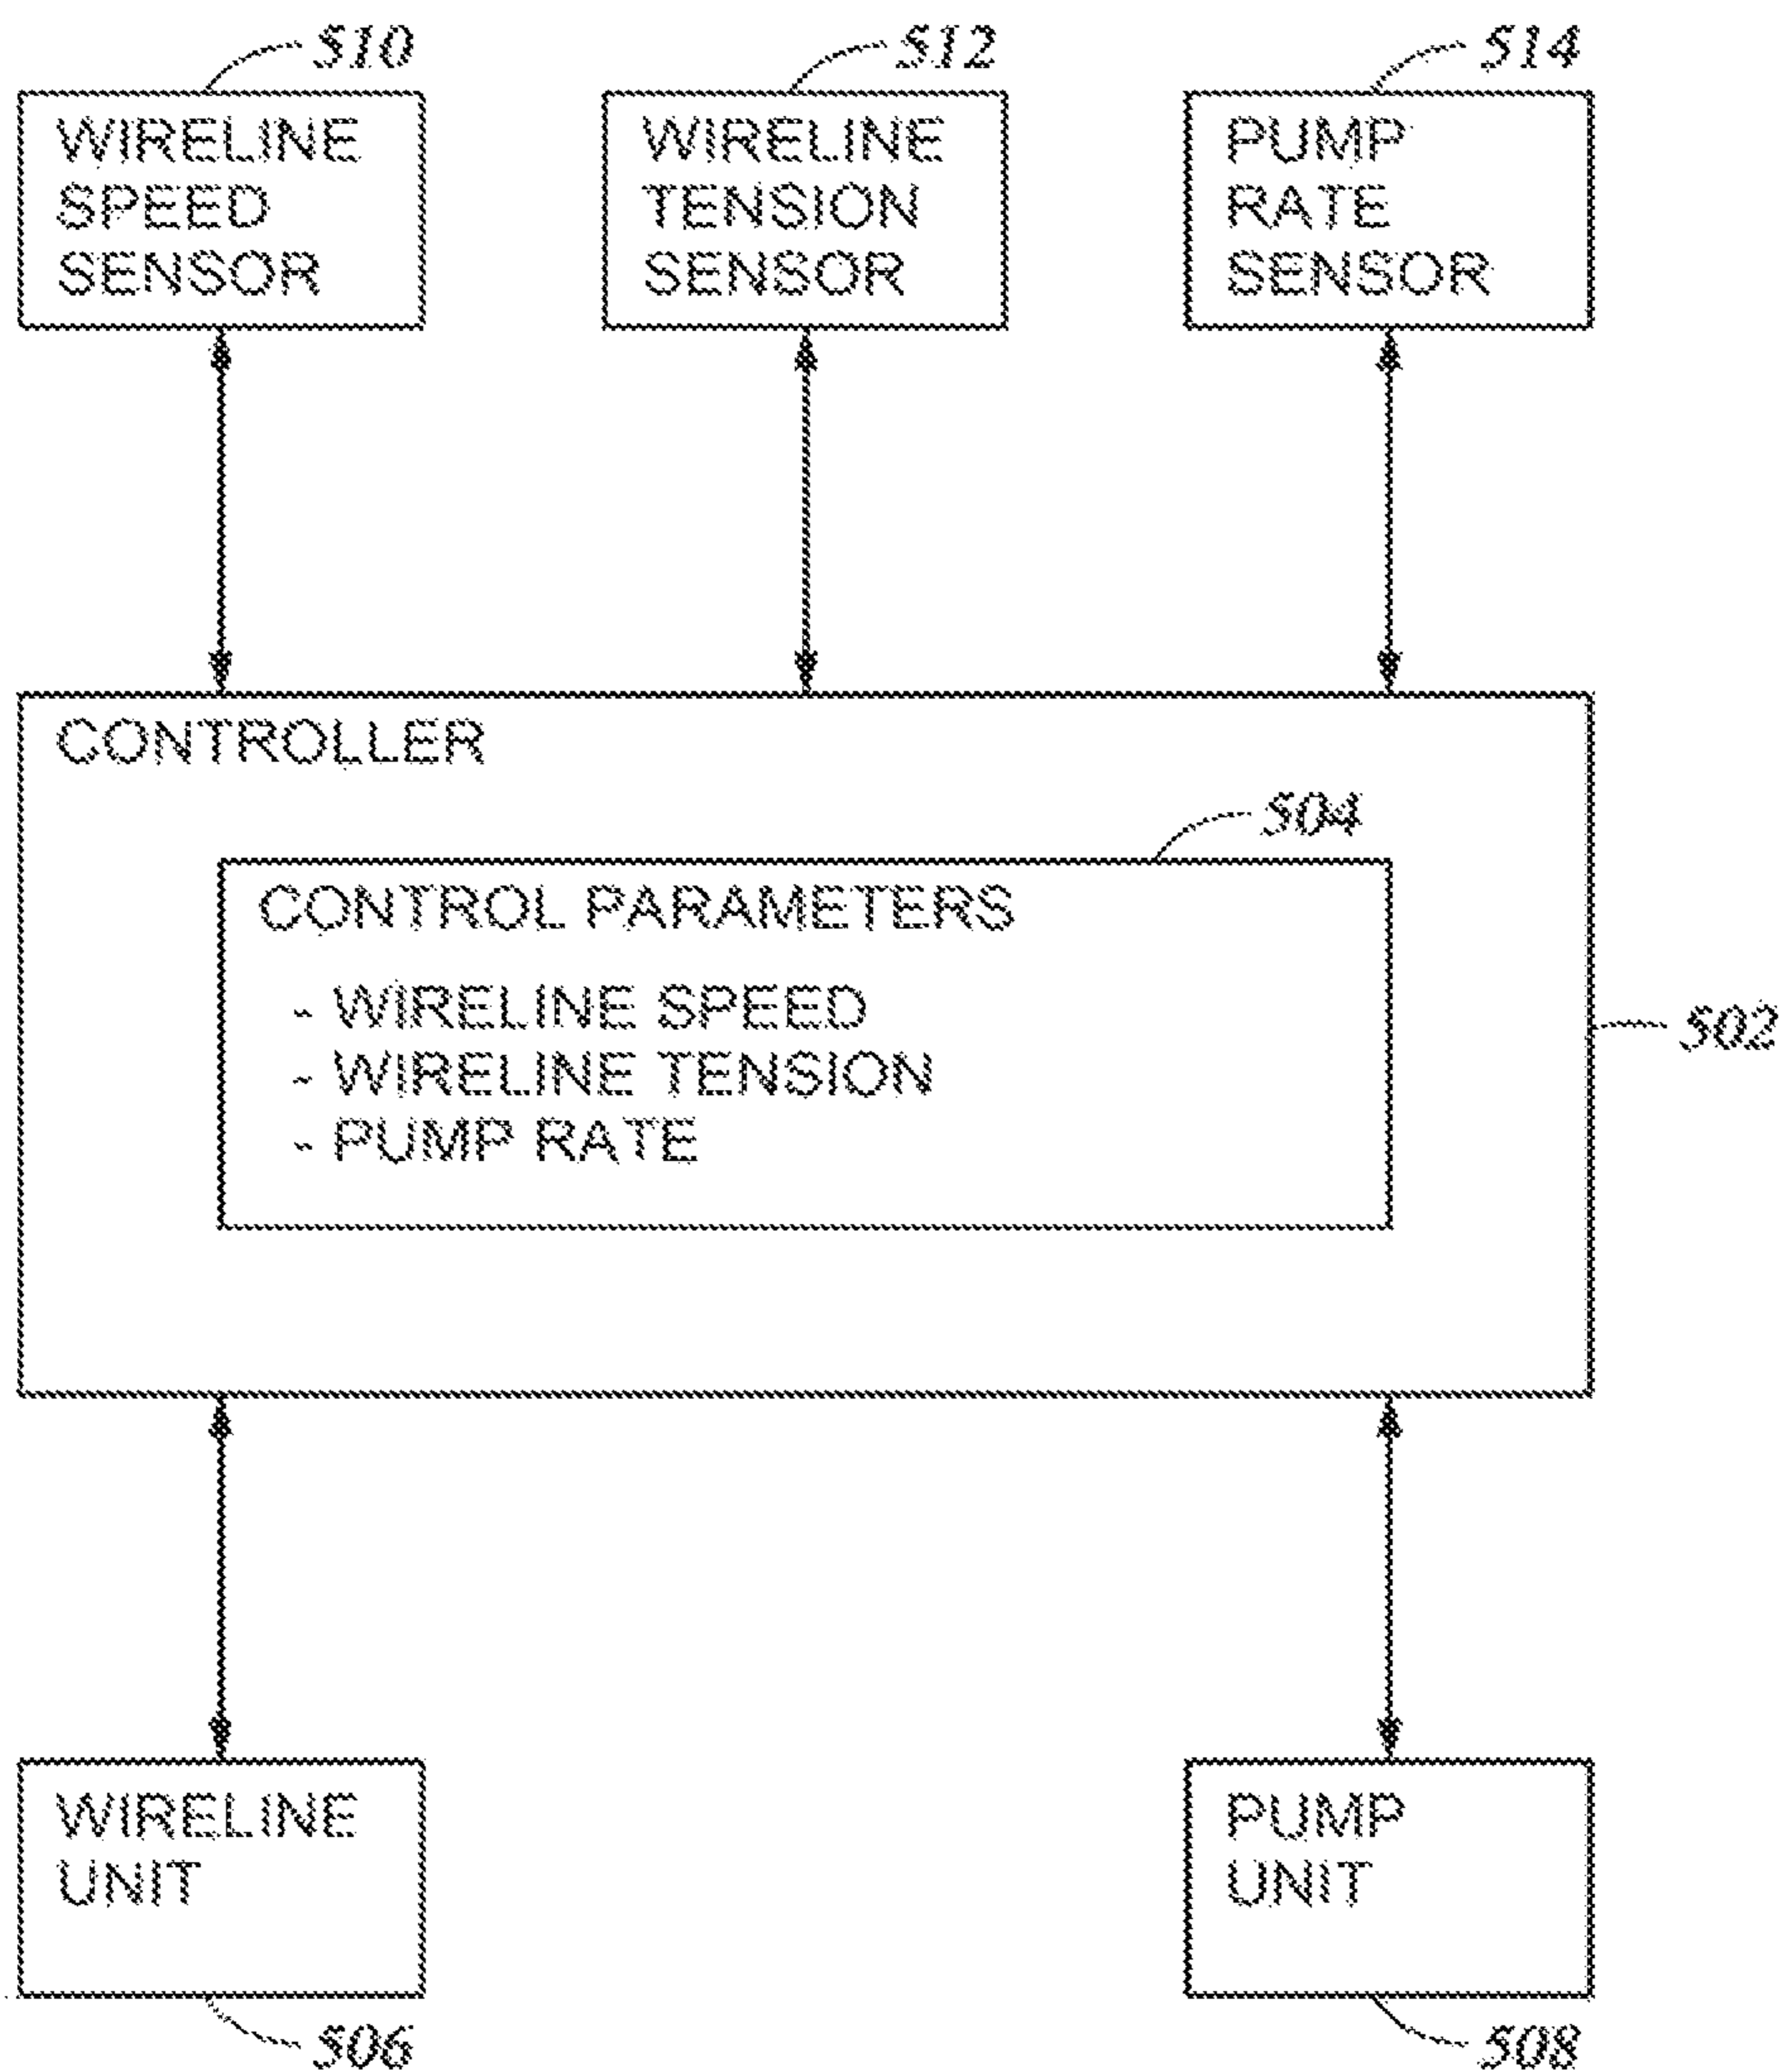 510
512
514
WIRELINE
SPEED
SENSOR
WIRELINE
TENSION
SENSOR
PUMP
RATE
SENSOR
CONTROLLER
504
CONTROL PARAMETERS
- WIRELINE SPEED
- WIRELINE TENSION
- PUMP RATE
502
WIRELINE
UNIT
PUMP
UNIT
506
508